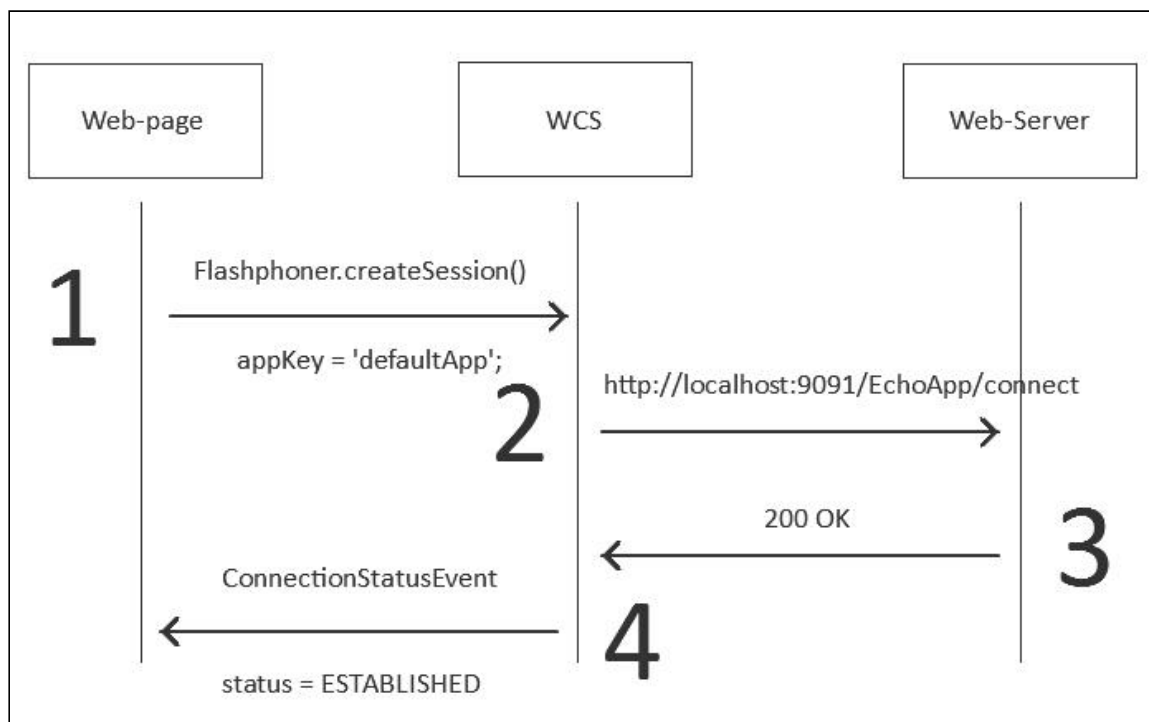 Web-page
WCS
Web-Server
1
Flashphoner.createSession()
appKey = 'defaultApp';
2
http://localhost:9091/EchoApp/connect
200 OK
3
ConnectionStatusEvent
4
status = ESTABLISHED